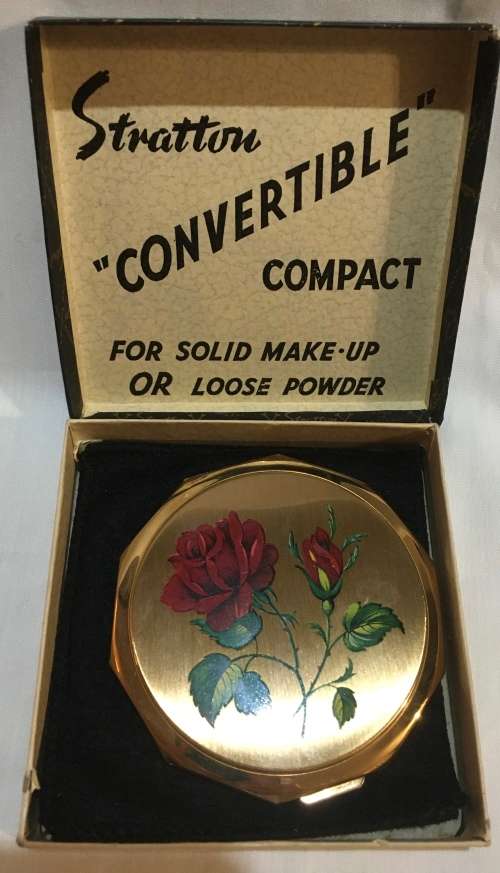 Stratton
"CONVERTIBLE"
COMPACT
FOR SOLID MAKE-UP
OR LOOSE POWDER